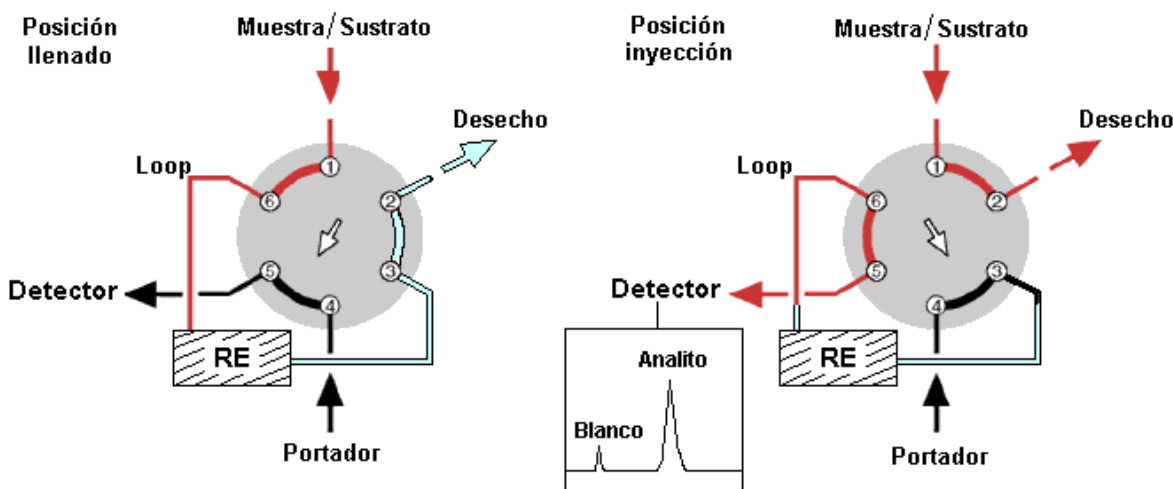 Posición
llenado
Muestra/Sustrato
Desecho
Loop
1
2
3
4
5
6
Detector
RE
Portador
Posición
inyección
Muestra/Sustrato
Desecho
Loop
1
2
3
4
5
6
Detector
RE
Analito
Blanco
Portador